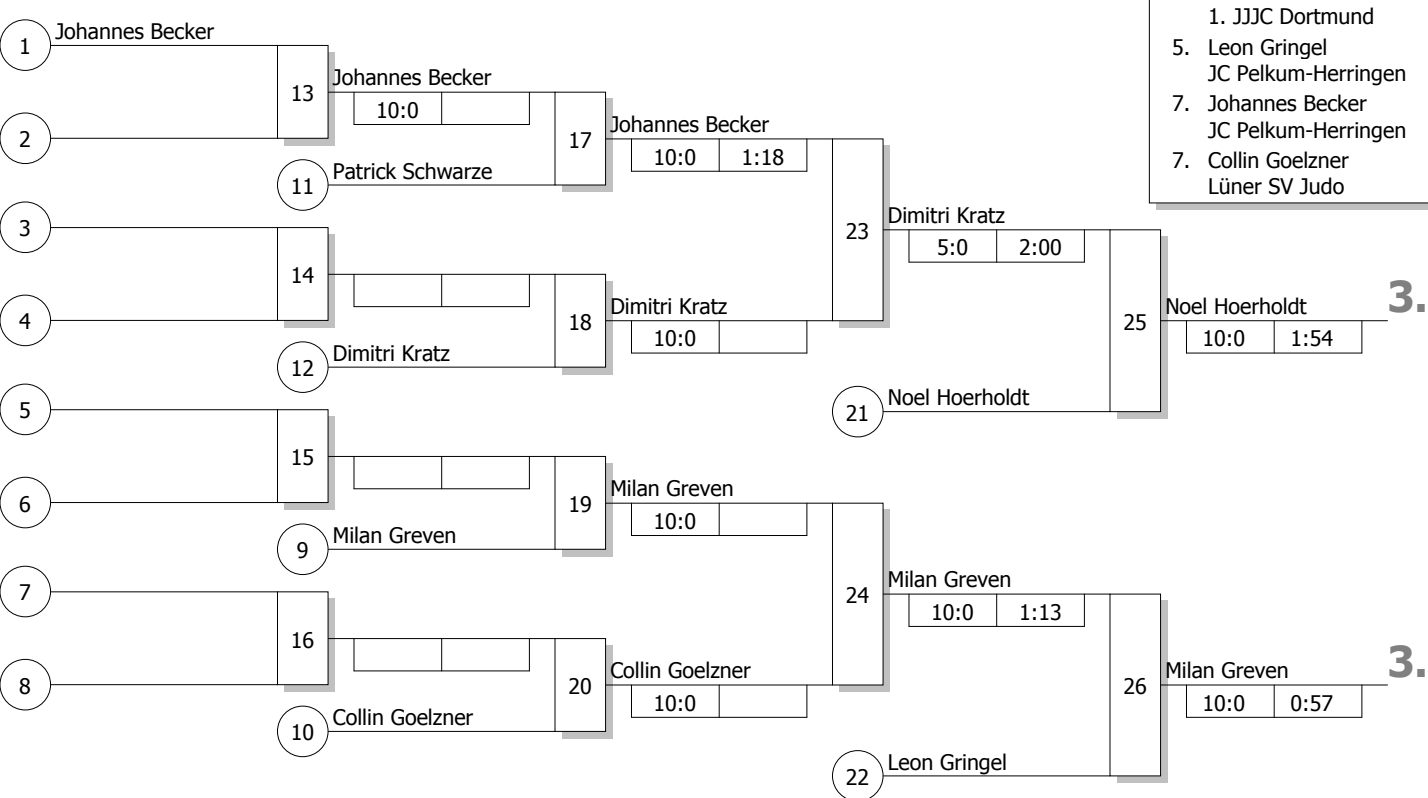 1. JJJC Dortmund
5. Leon Gringel
JC Pelkum-Herringen
7. Johannes Becker
JC Pelkum-Herringen
7. Collin Goelzner
Lüner SV Judo
1 Johannes Becker
13 Johannes Becker
10:0
2
17 Johannes Becker
10:0 1:18
11 Patrick Schwarze
3
23 Dimitri Kratz
5:0 2:00
14
4
18 Dimitri Kratz
10:0
12 Dimitri Kratz
25 Noel Hoerholdt 3.
10:0 1:54
5
21 Noel Hoerholdt
15
6
19 Milan Greven
10:0
9 Milan Greven
7
24 Milan Greven
10:0 1:13
16
8
20 Collin Goelzner
10:0
10 Collin Goelzner
26 Milan Greven 3.
10:0 0:57
22 Leon Gringel